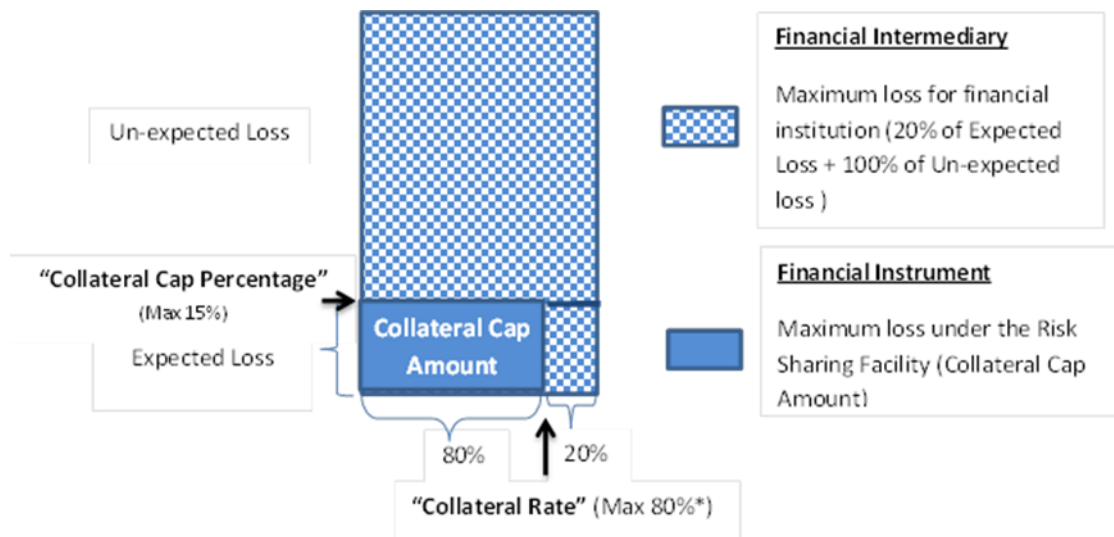 Un-expected Loss
“Collateral Cap Percentage”
(Max 15%)
Expected Loss
Collateral Cap
Amount
80%
20%
“Collateral Rate” (Max 80%*)
Financial Intermediary
Maximum loss for financial
institution (20% of Expected
Loss + 100% of Un-expected
loss )
Financial Instrument
Maximum loss under the Risk
Sharing Facility (Collateral Cap
Amount)